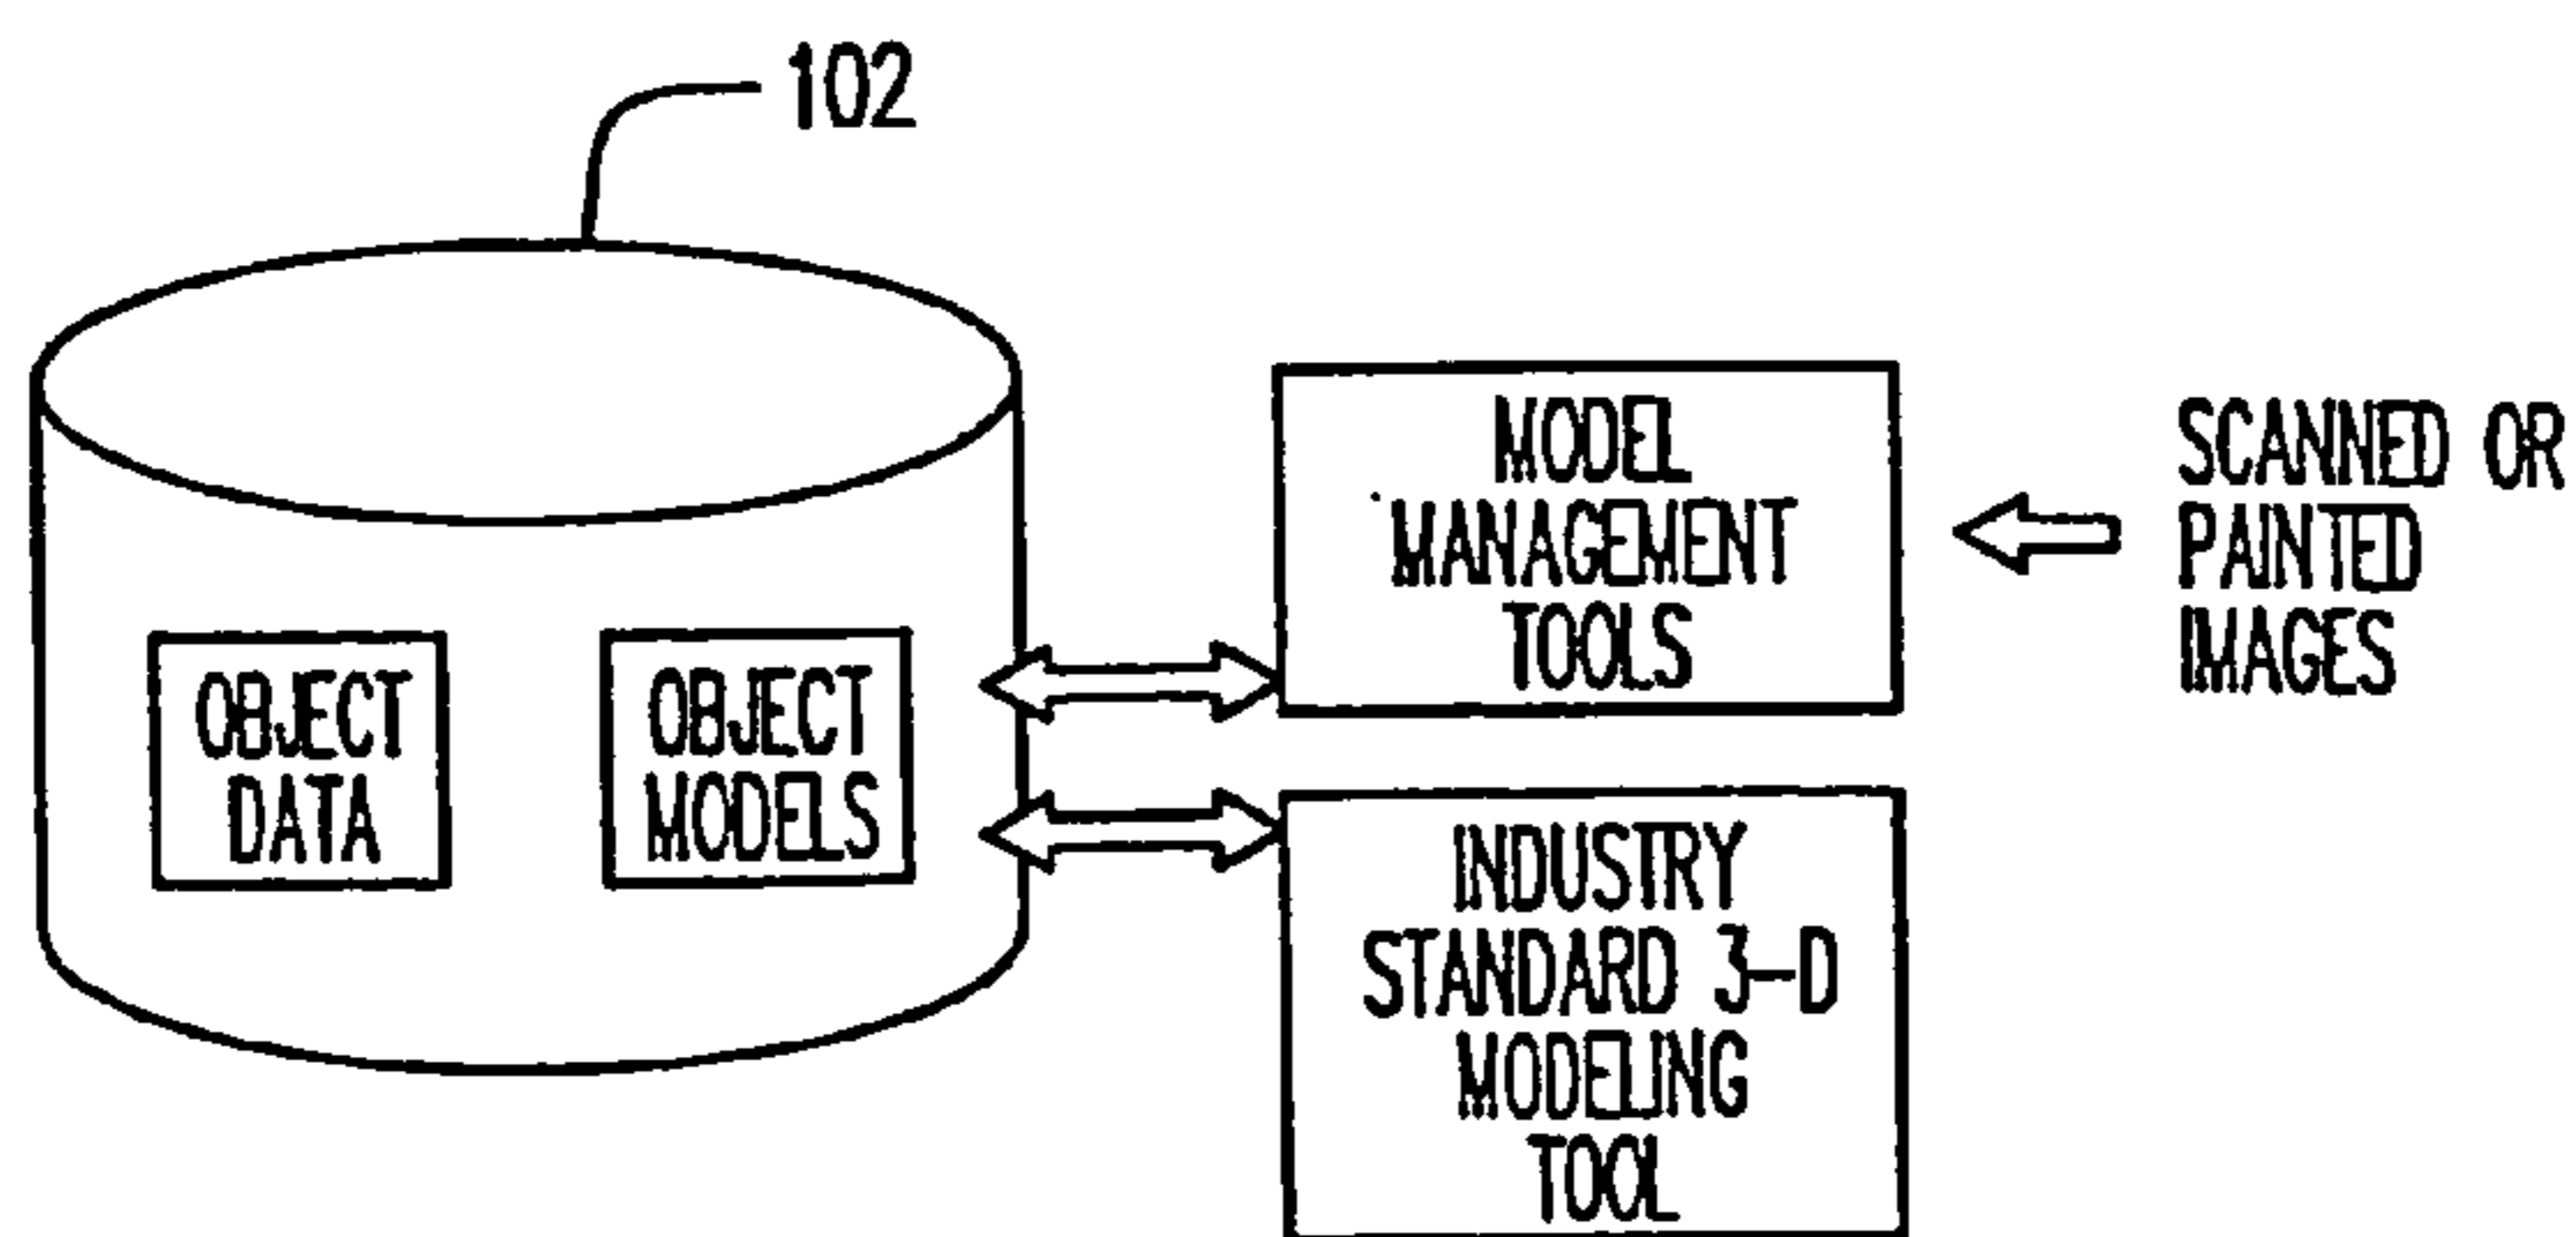 102
OBJECT
DATA
OBJECT
MODELS
MODEL
MANAGEMENT
TOOLS
SCANNED OR
PAINTED
IMAGES
INDUSTRY
STANDARD 3-D
MODELING
TOOL